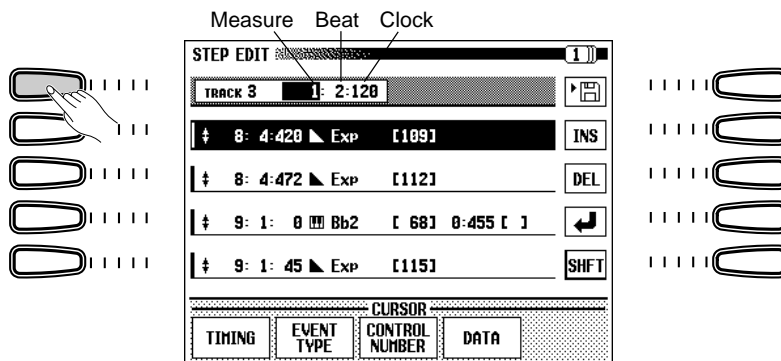 Measure Beat Clock
STEP EDIT 1
TRACK 3 1: 2:120
8: 4:420 Exp [109] INS
8: 4:472 Exp [112] DEL
9: 1: 0 Bb2 [ 68] 0:455 [ ]
9: 1: 45 Exp [115] SHFT
CURSOR
TIMING EVENT TYPE CONTROL NUMBER DATA